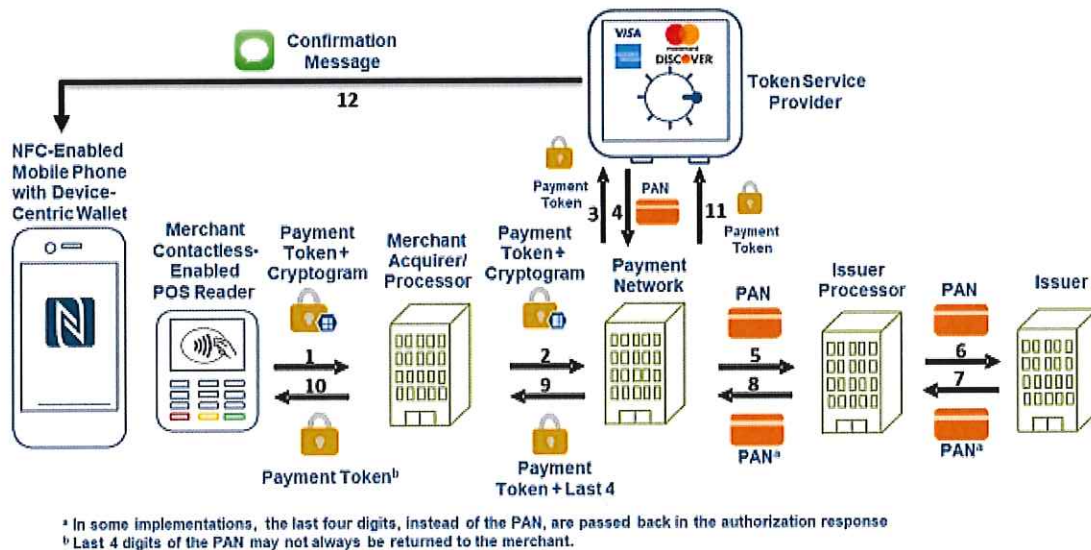 Confirmation
Message
12
VISA
mastercard
DISCOVER
Token Service
Provider
NFC-Enabled
Mobile Phone
with Device-
Centric Wallet
Payment
Token
3
4
PAN
11
Payment
Token
Merchant
Contactless-
Enabled
POS Reader
Payment
Token +
Cryptogram
Merchant
Acquirer/
Processor
Payment
Token +
Cryptogram
Payment
Network
PAN
Issuer
Processor
PAN
Issuer
1
2
5
6
10
9
8
7
Payment Tokenᵇ
Payment
Token + Last 4
PANᵃ
PANᵃ
ᵃ In some implementations, the last four digits, instead of the PAN, are passed back in the authorization response
ᵇ Last 4 digits of the PAN may not always be returned to the merchant.